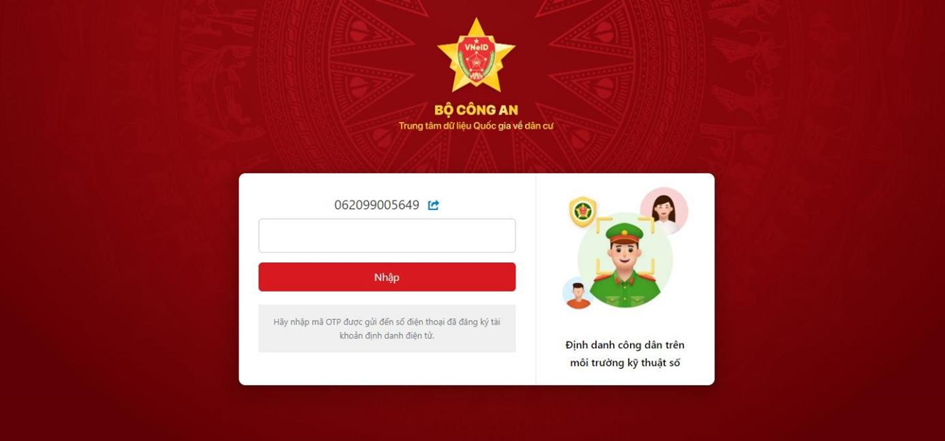 VNeID
BỘ CÔNG AN
Trung tâm dữ liệu Quốc gia về dân cư
062099005649
Nhập
Hãy nhập mã OTP được gửi đến số điện thoại đã đăng ký tài
khoản định danh điện tử.
Định danh công dân trên
môi trường kỹ thuật số